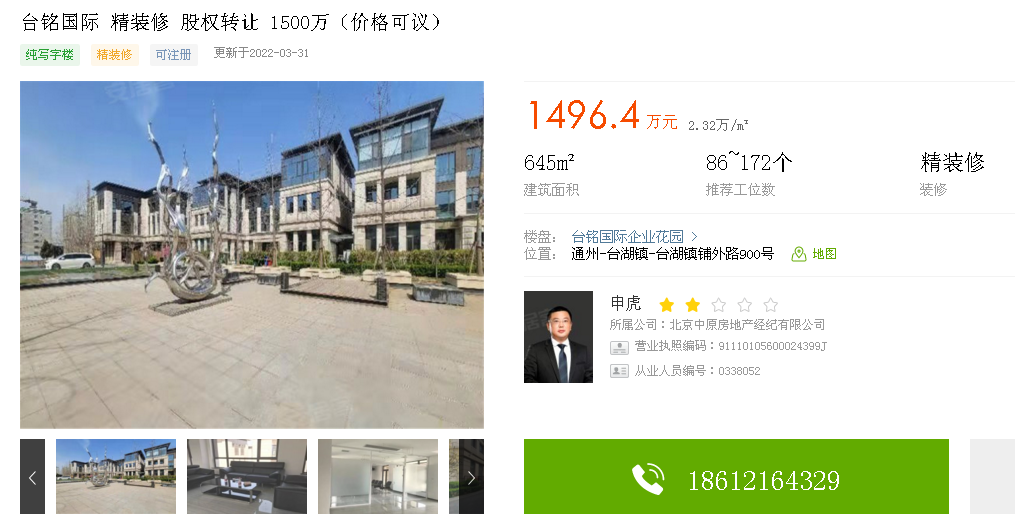 台铭国际 精装修 股权转让 1500万（价格可议）
纯写字楼 精装修 可注册 更新于2022-03-31
1496.4 万元 2.32万/㎡
645㎡ 86~172个 精装修
建筑面积 推荐工位数 装修
楼盘： 台铭国际企业花园 >
位置： 通州-台湖镇-台湖镇铺外路900号 地图
申虎
所属公司：北京中原房地产经纪有限公司
营业执照编码：91110105600024399J
从业人员编号：0338052
18612164329